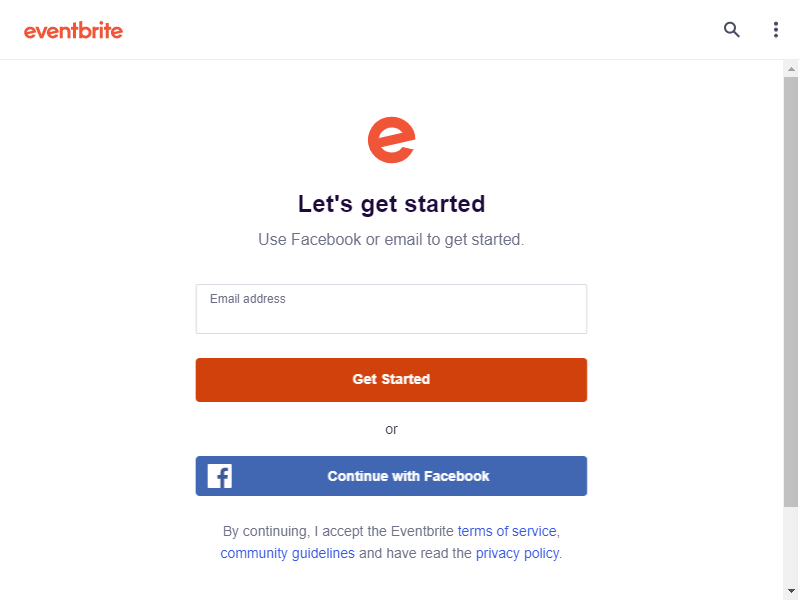 eventbrite
Let's get started
Use Facebook or email to get started.
Email address
Get Started
or
Continue with Facebook
By continuing, I accept the Eventbrite terms of service,
community guidelines and have read the privacy policy.